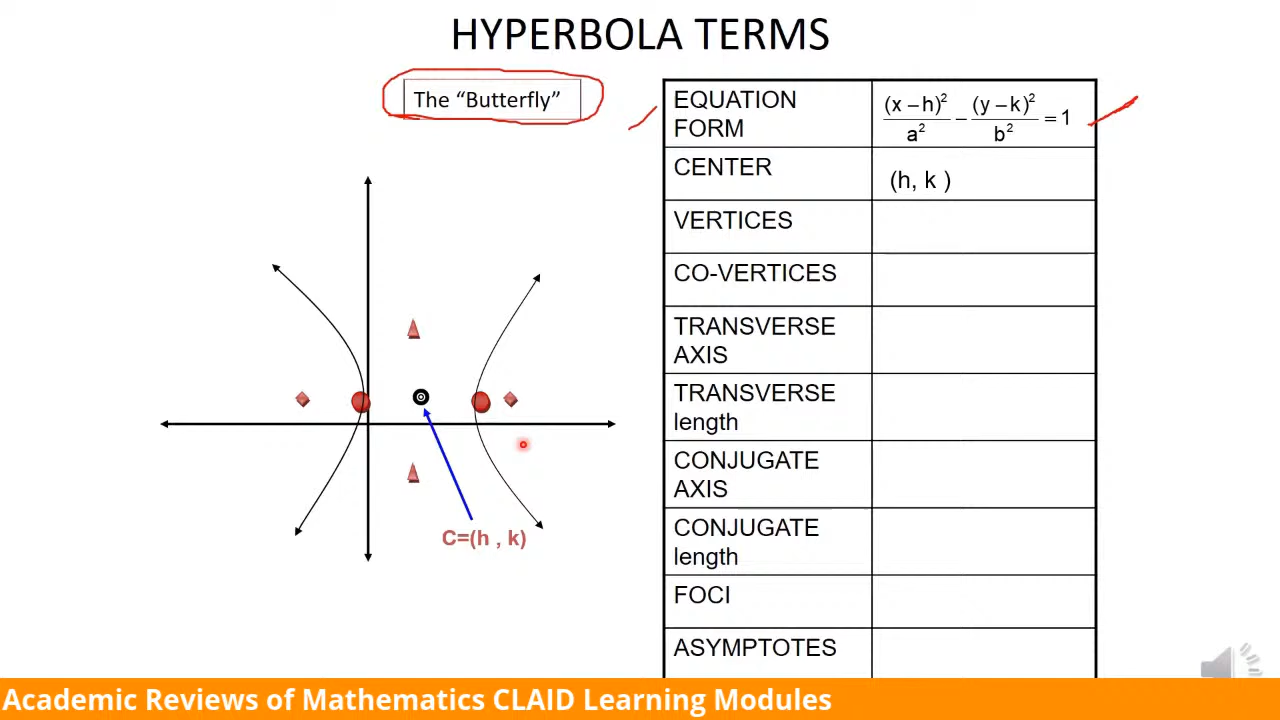 HYPERBOLA TERMS
The “Butterfly”
EQUATION
FORM
(x – h)² / a² – (y – k)² / b² = 1
CENTER
(h, k )
VERTICES
CO-VERTICES
TRANSVERSE
AXIS
TRANSVERSE
length
CONJUGATE
AXIS
CONJUGATE
length
FOCI
ASYMPTOTES
C=(h , k)
Academic Reviews of Mathematics CLAID Learning Modules